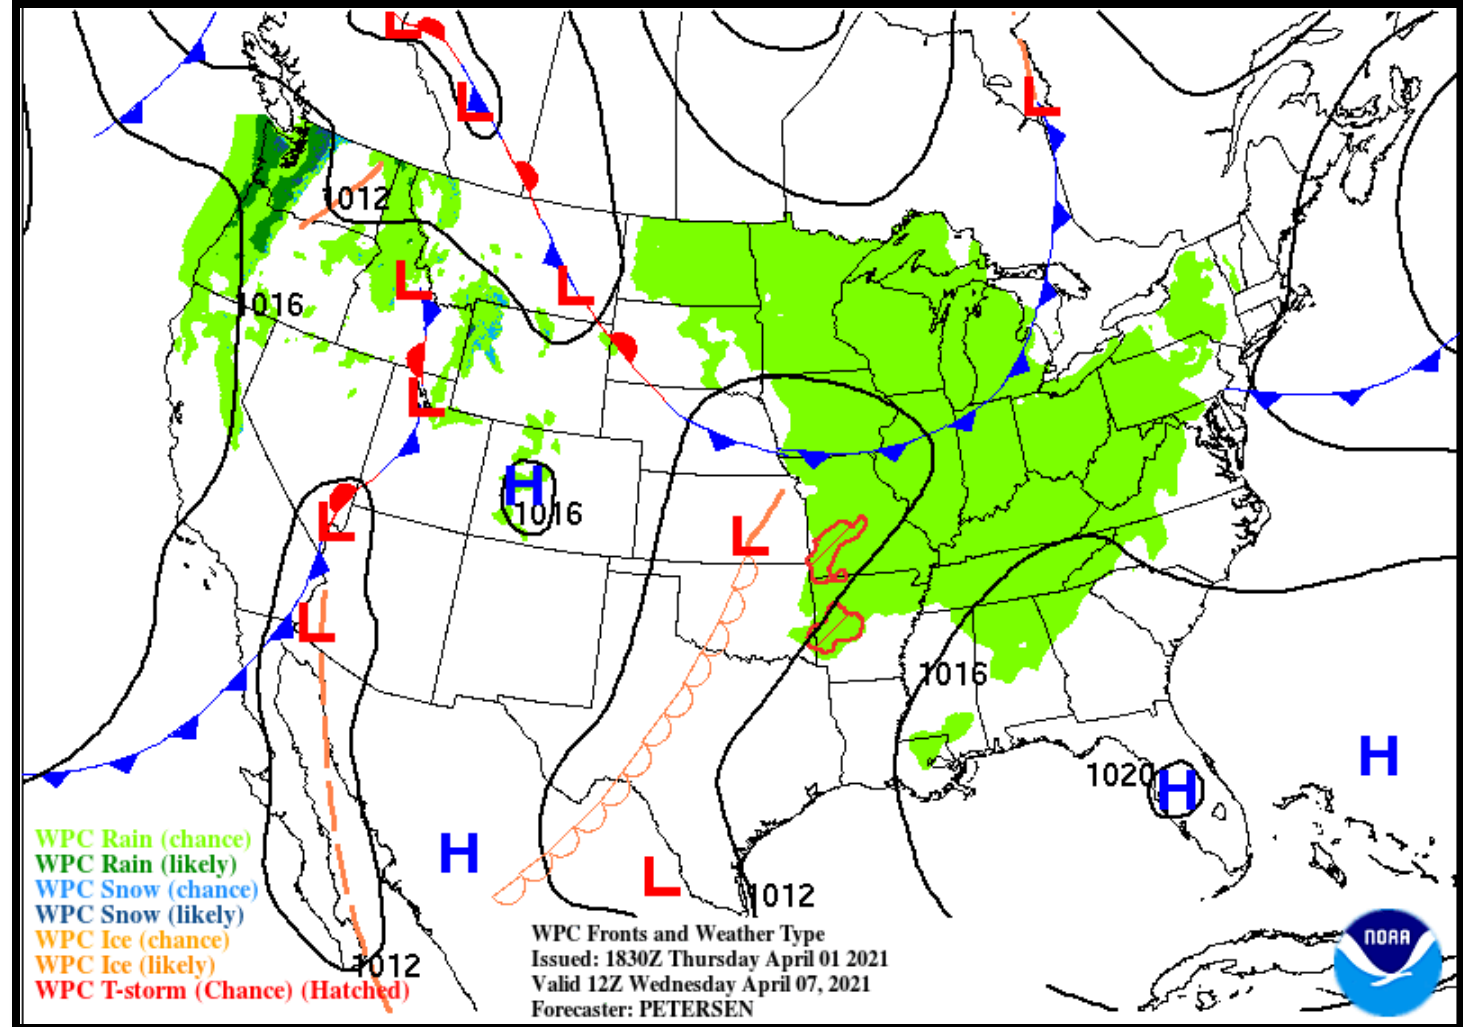 L
L
L
1012
L
L
1016
L
H
1016
L
L
L
1016
H
1020
H
H
L
1012
1012
WPC Rain (chance)
WPC Rain (likely)
WPC Snow (chance)
WPC Snow (likely)
WPC Ice (chance)
WPC Ice (likely)
WPC T-storm (Chance) (Hatched)
WPC Fronts and Weather Type
Issued: 1830Z Thursday April 01 2021
Valid 12Z Wednesday April 07, 2021
Forecaster: PETERSEN
NOAA